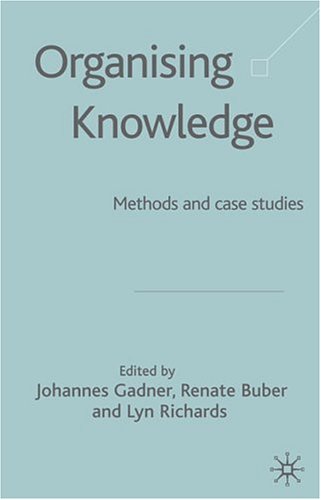 Organising
Knowledge
Methods and case studies
Edited by
Johannes Gadner, Renate Buber
and Lyn Richards